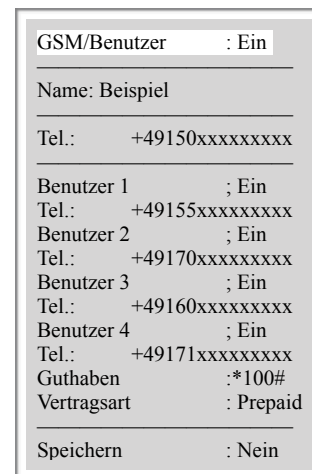 GSM/Benutzer : Ein
Name: Beispiel
Tel.: +49150xxxxxxxxx
Benutzer 1 ; Ein
Tel.: +49155xxxxxxxxx
Benutzer 2 ; Ein
Tel.: +49170xxxxxxxxx
Benutzer 3 ; Ein
Tel.: +49160xxxxxxxxx
Benutzer 4 ; Ein
Tel.: +49171xxxxxxxxx
Guthaben :*100#
Vertragsart : Prepaid
Speichern : Nein